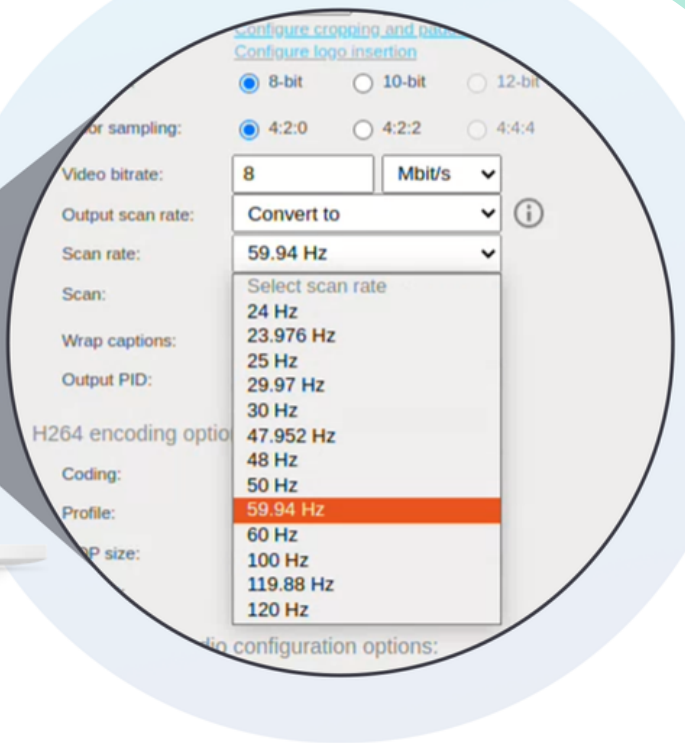 Configure cropping and
Configure logo insertion
8-bit 10-bit 12-bit
sampling: 4:2:0 4:2:2 4:4:4
Video bitrate: 8 Mbit/s
Output scan rate: Convert to
Scan rate: 59.94 Hz
Scan: Select scan rate
24 Hz
Wrap captions: 23.976 Hz
25 Hz
Output PID: 29.97 Hz
30 Hz
H264 encoding 47.952 Hz
Coding: 48 Hz
50 Hz
Profile: 59.94 Hz
60 Hz
size: 100 Hz
119.88 Hz
120 Hz
configuration options: